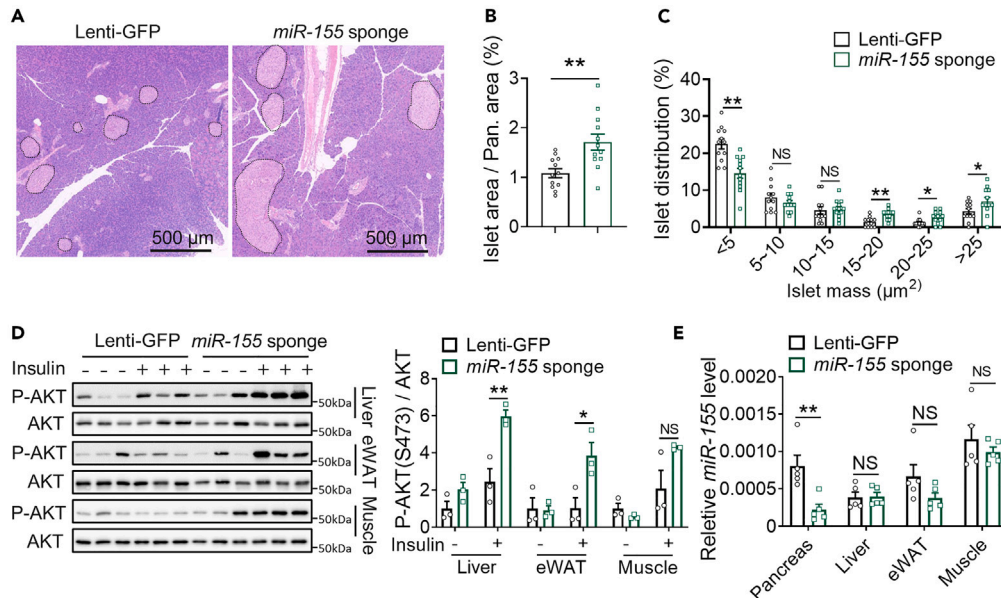 A
Lenti-GFP
miR-155 sponge
500 µm
500 µm
B
Islet area / Pan. area (%)
3
2
1
0
**
C
Lenti-GFP
miR-155 sponge
Islet distribution (%)
40
30
20
10
0
**
NS
NS
**
*
*
<5
5~10
10~15
15~20
20~25
>25
Islet mass (µm²)
D
Lenti-GFP
miR-155 sponge
Insulin - - - + + + - - - + + +
P-AKT
50kDa
AKT
50kDa
P-AKT
50kDa
AKT
50kDa
P-AKT
50kDa
AKT
50kDa
Liver
eWAT
Muscle
Lenti-GFP
miR-155 sponge
P-AKT(S473) / AKT
8
6
4
2
0
**
*
NS
Insulin - + - + - +
Liver
eWAT
Muscle
E
Lenti-GFP
miR-155 sponge
Reletive miR-155 level
0.0020
0.0015
0.0010
0.0005
0
**
NS
NS
NS
Pancreas
Liver
eWAT
Muscle